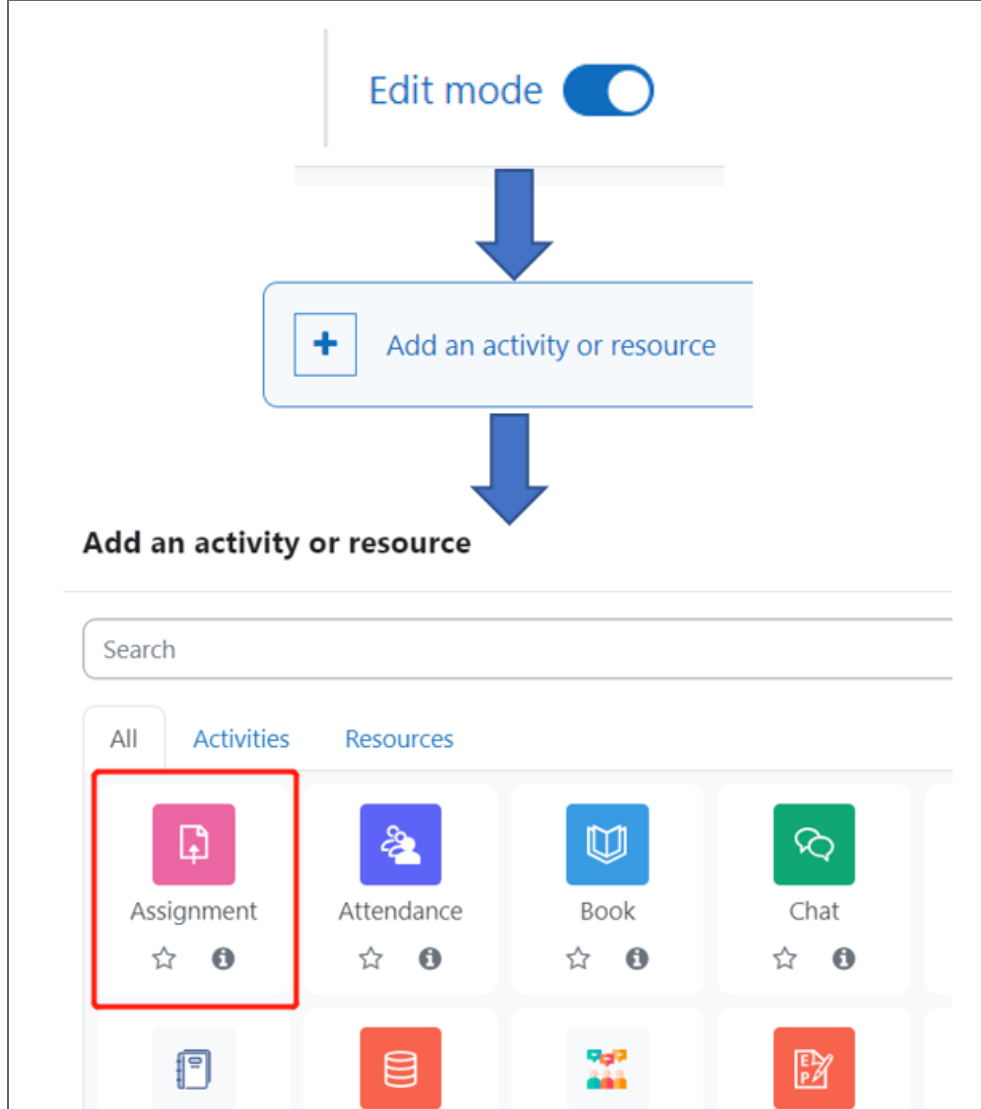 Edit mode
Add an activity or resource
Add an activity or resource
Search
All Activities Resources
Assignment Attendance Book Chat
EL
P